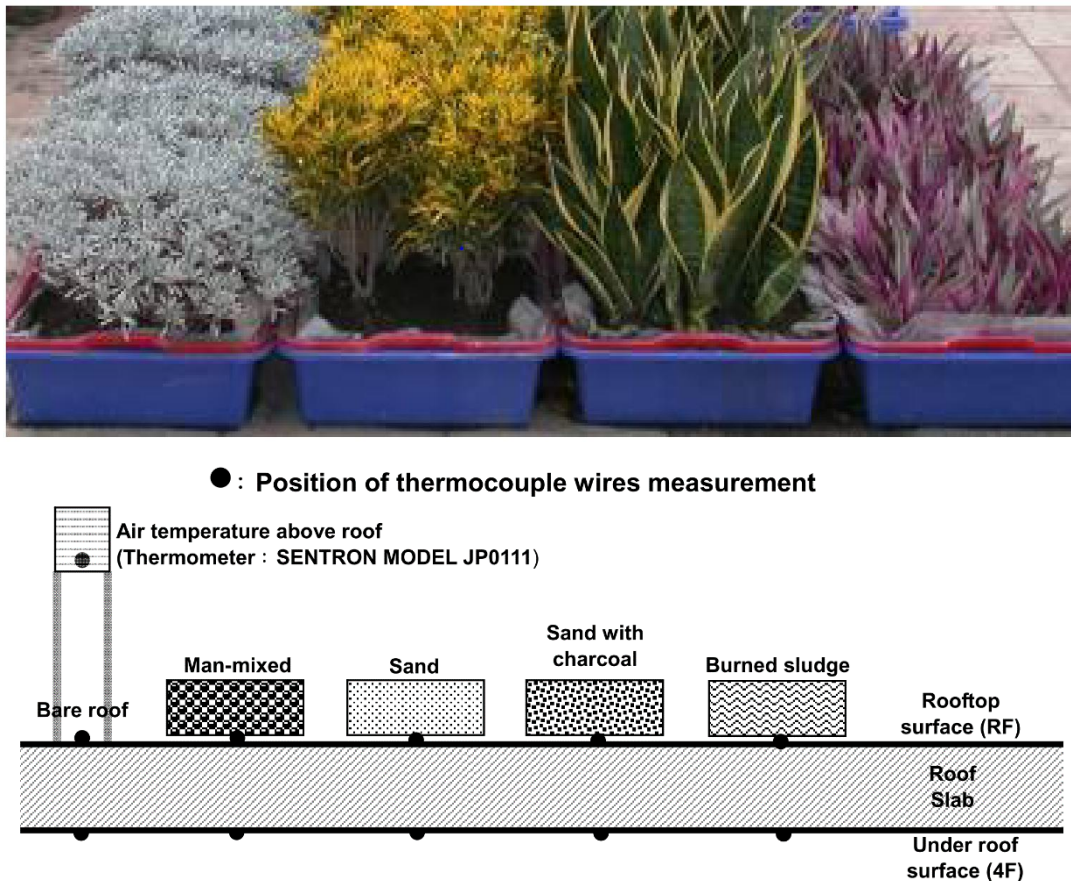 ● : Position of thermocouple wires measurement
Air temperature above roof
(Thermometer : SENTRON MODEL JP0111)
Bare roof
Man-mixed
Sand
Sand with
charcoal
Burned sludge
Rooftop
surface (RF)
Roof
Slab
Under roof
surface (4F)